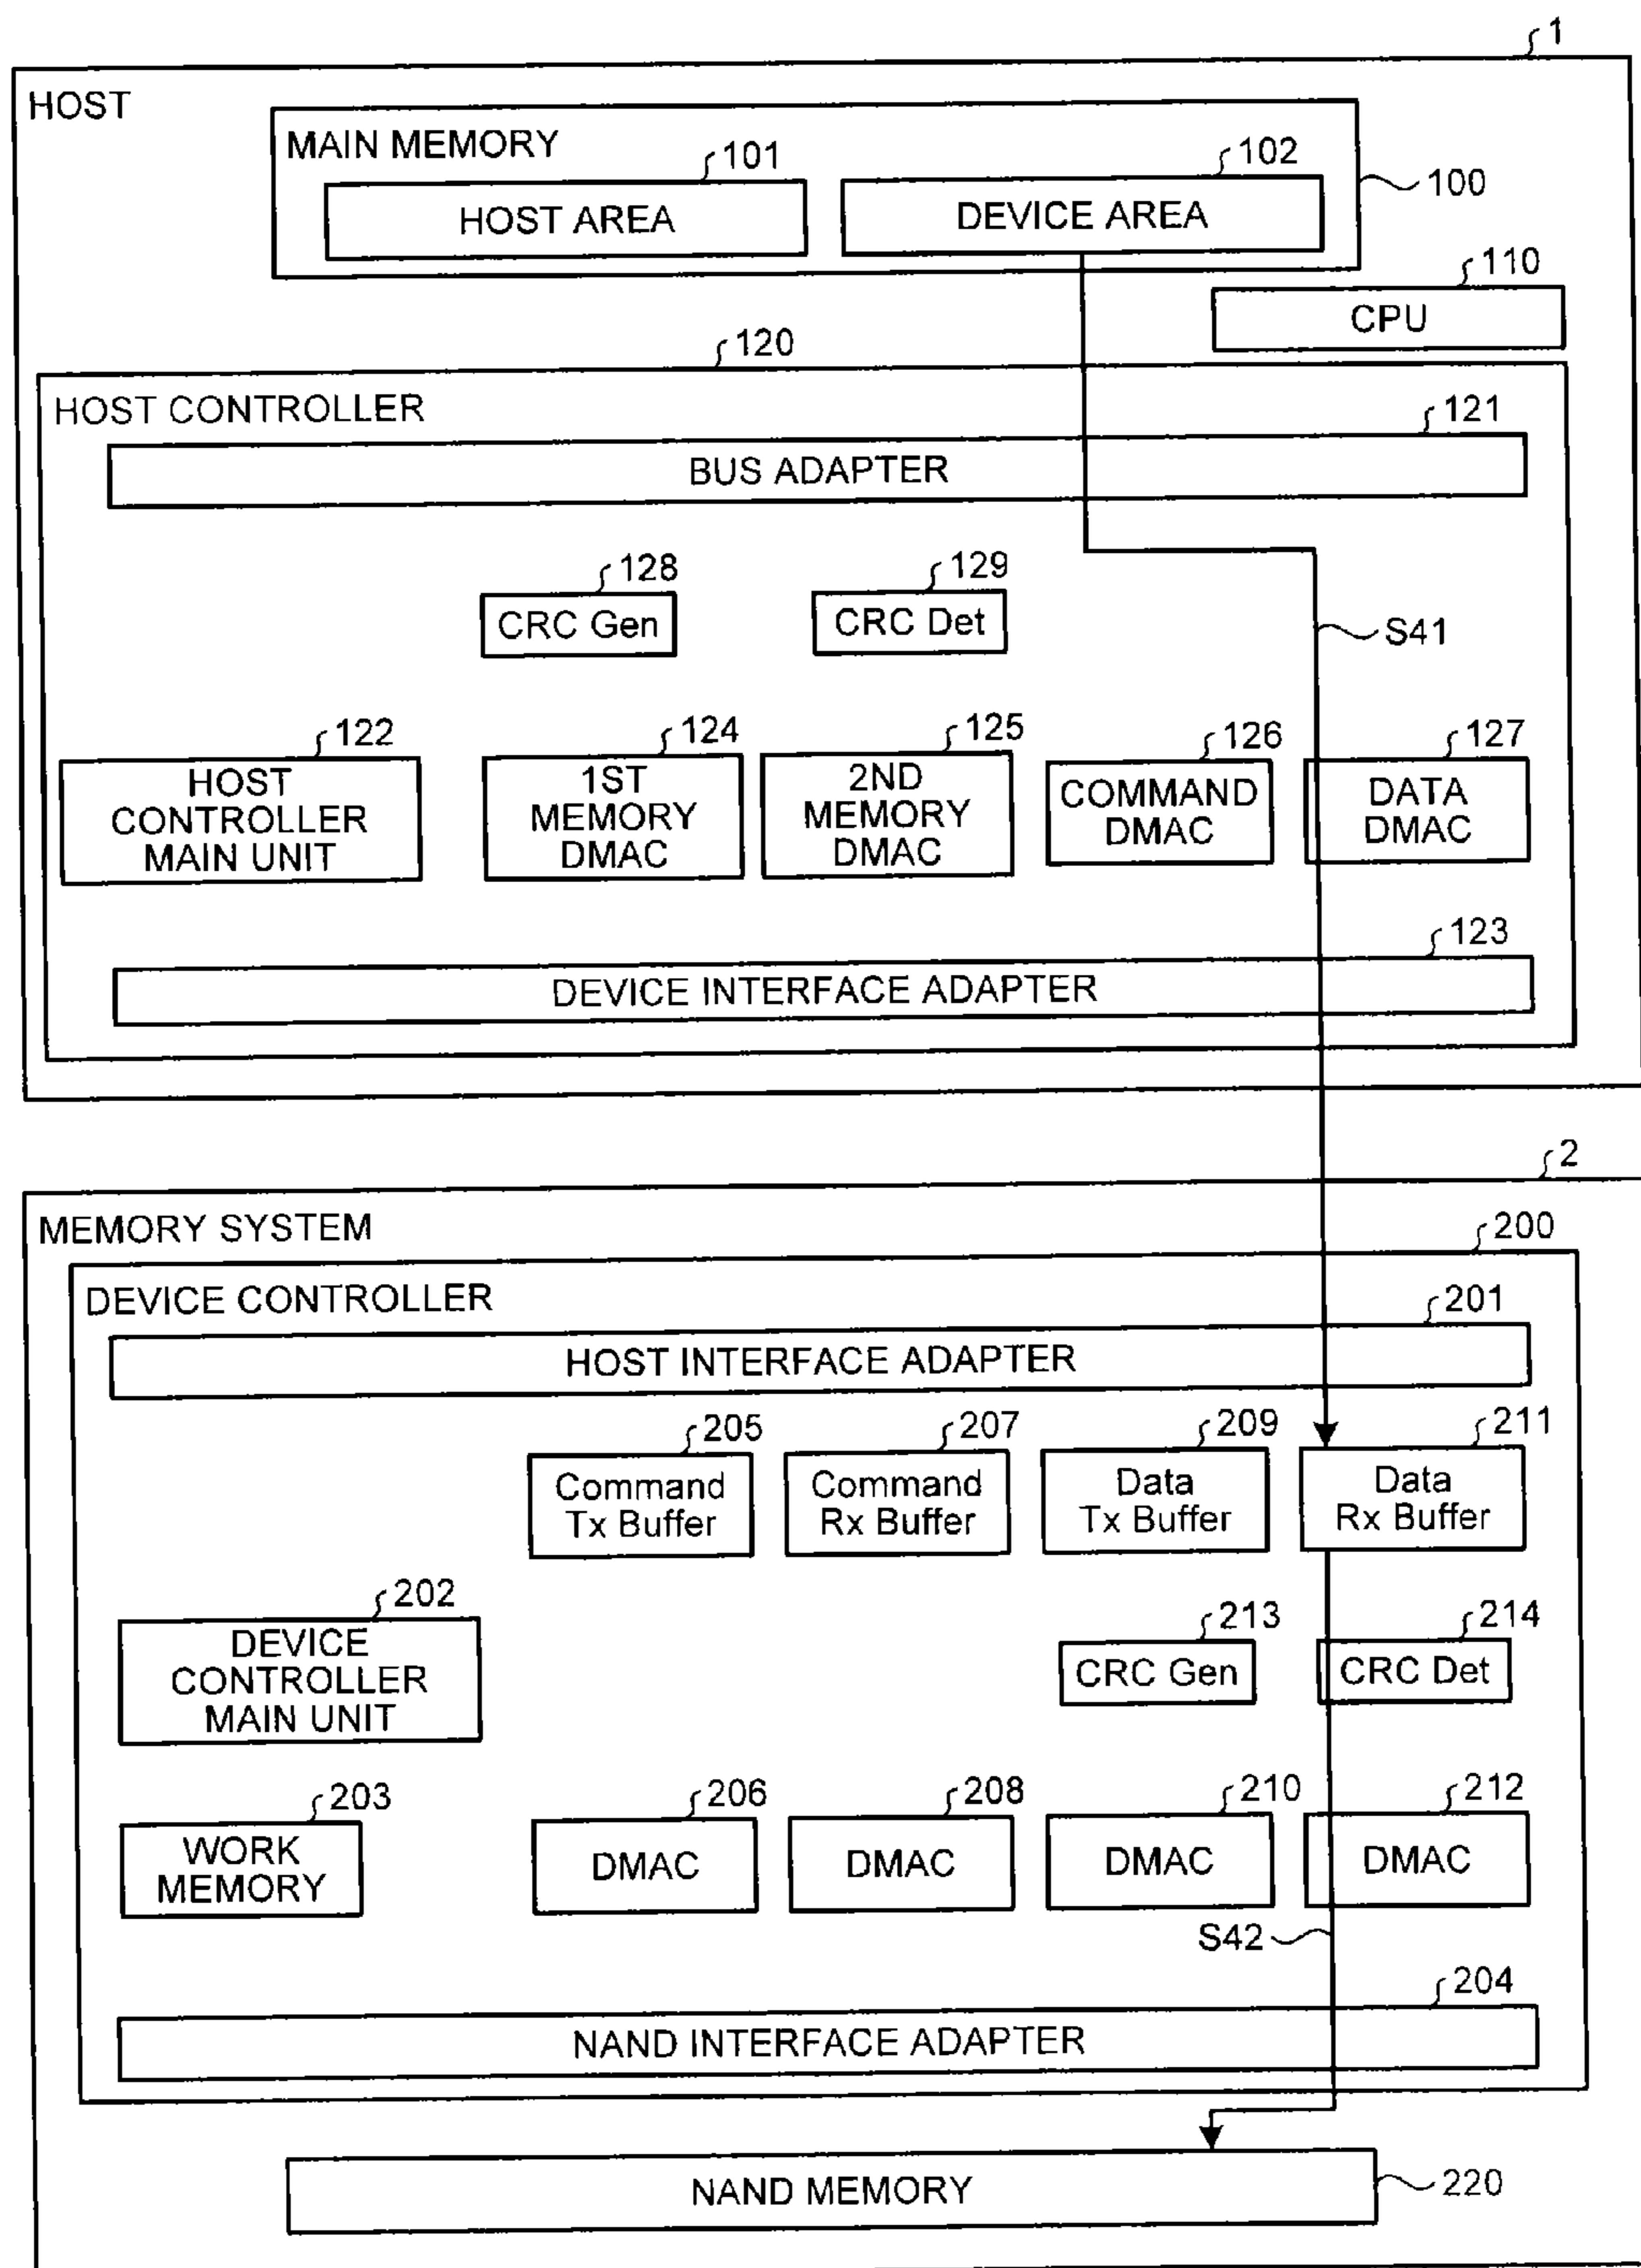 1
HOST
MAIN MEMORY
101
102
HOST AREA
DEVICE AREA
100
110
CPU
120
HOST CONTROLLER
121
BUS ADAPTER
128
129
CRC Gen
CRC Det
S41
122
124
125
126
127
HOST
CONTROLLER
MAIN UNIT
1ST
MEMORY
DMAC
2ND
MEMORY
DMAC
COMMAND
DMAC
DATA
DMAC
123
DEVICE INTERFACE ADAPTER
2
MEMORY SYSTEM
200
DEVICE CONTROLLER
201
HOST INTERFACE ADAPTER
205
207
209
211
Command
Tx Buffer
Command
Rx Buffer
Data
Tx Buffer
Data
Rx Buffer
202
DEVICE
CONTROLLER
MAIN UNIT
213
214
CRC Gen
CRC Det
203
206
208
210
212
WORK
MEMORY
DMAC
DMAC
DMAC
DMAC
S42
204
NAND INTERFACE ADAPTER
NAND MEMORY
220